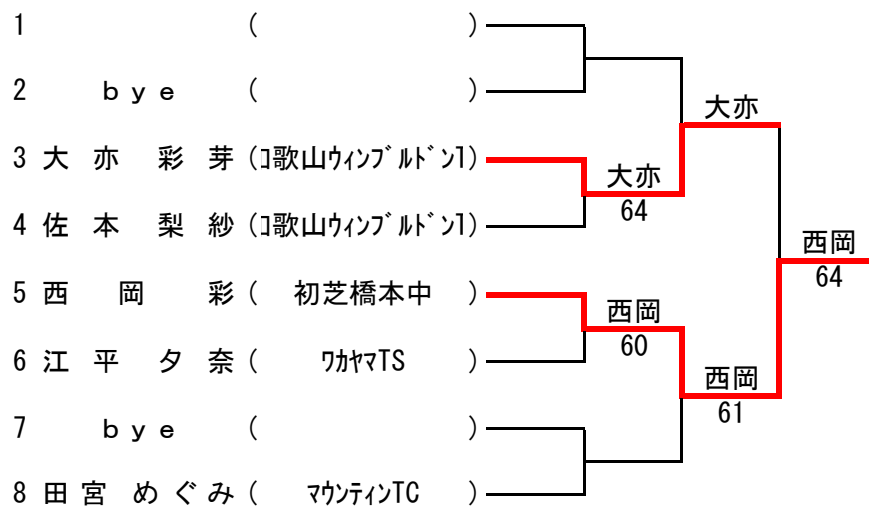 1 ( )
2 ｂｙｅ ( )
大亦
3 大亦 彩芽 (歌山ｳｨﾝﾌﾞﾙﾄﾞﾝ)
大亦
64
4 佐本 梨紗 (歌山ｳｨﾝﾌﾞﾙﾄﾞﾝ)
西岡
64
5 西岡 彩 ( 初芝橋本中 )
西岡
60
6 江平 夕奈 ( ﾜｶﾔﾏTS )
西岡
61
7 ｂｙｅ ( )
8 田宮 めぐみ ( ﾏｳﾝﾃｨﾝTC )